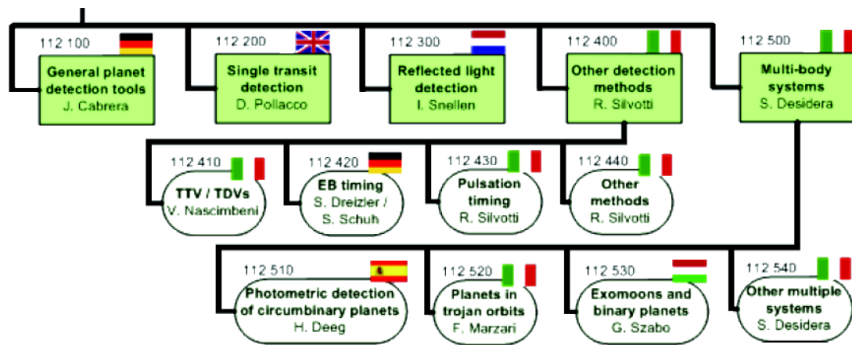 112 100
General planet
detection tools
J. Cabrera
112 200
Single transit
detection
D. Pollacco
112 300
Reflected light
detection
I. Snellen
112 400
Other detection
methods
R. Silvotti
112 500
Multi-body
systems
S. Desidera
112 410
TTV / TDVs
V. Nascimbeni
112 420
EB timing
S. Dreizler /
S. Schuh
112 430
Pulsation
timing
R. Silvotti
112 440
Other
methods
R. Silvotti
112 510
Photometric detection
of circumbinary planets
H. Deeg
112 520
Planets in
trojan orbits
F. Marzari
112 530
Exomoons and
binary planets
G. Szabo
112 540
Other multiple
systems
S. Desidera